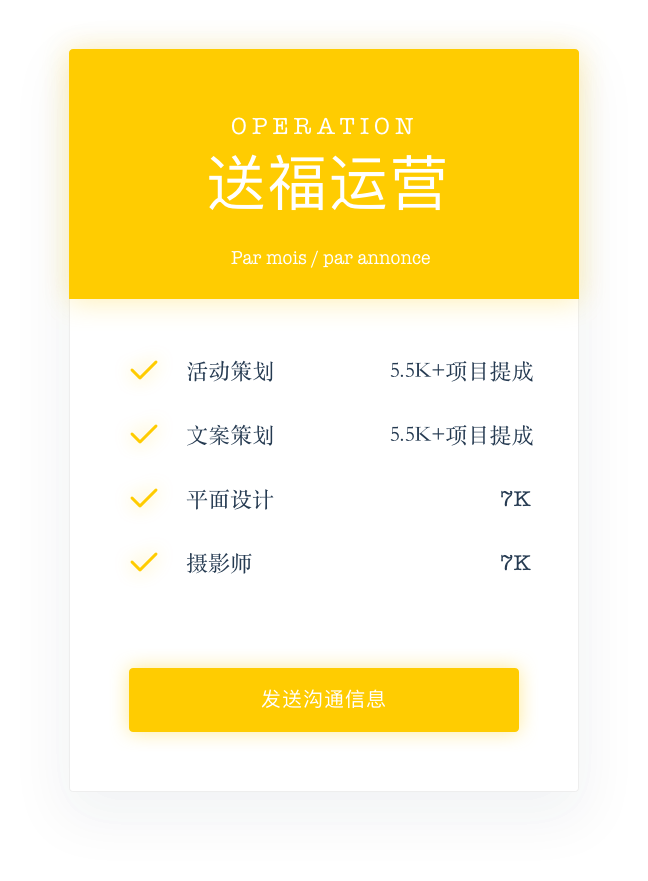 OPERATION
送福运营
Par mois / par annonce
活动策划 5.5K+项目提成
文案策划 5.5K+项目提成
平面设计 7K
摄影师 7K
发送沟通信息